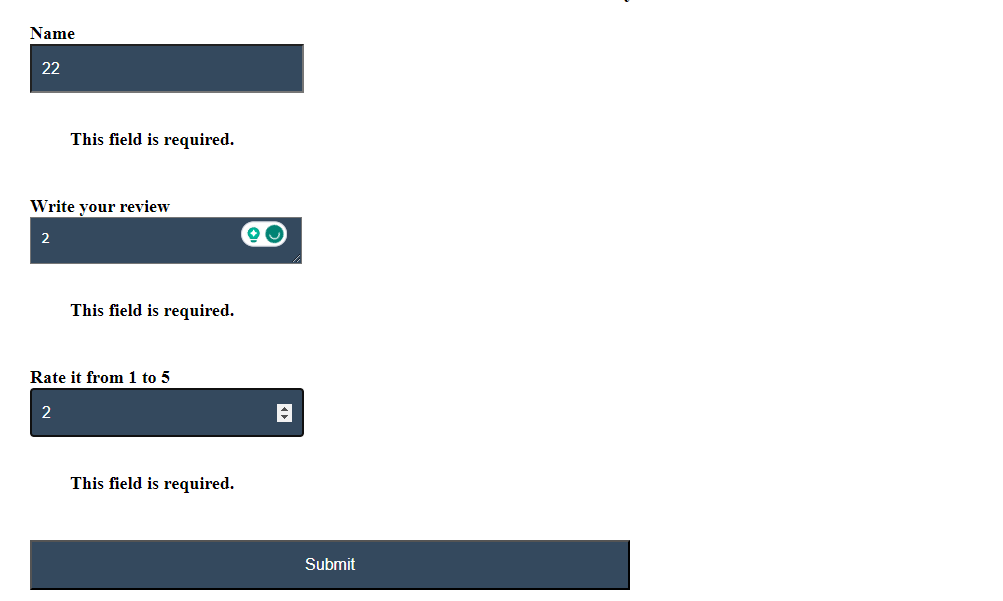 Name
22
This field is required.
Write your review
2
This field is required.
Rate it from 1 to 5
2
This field is required.
Submit